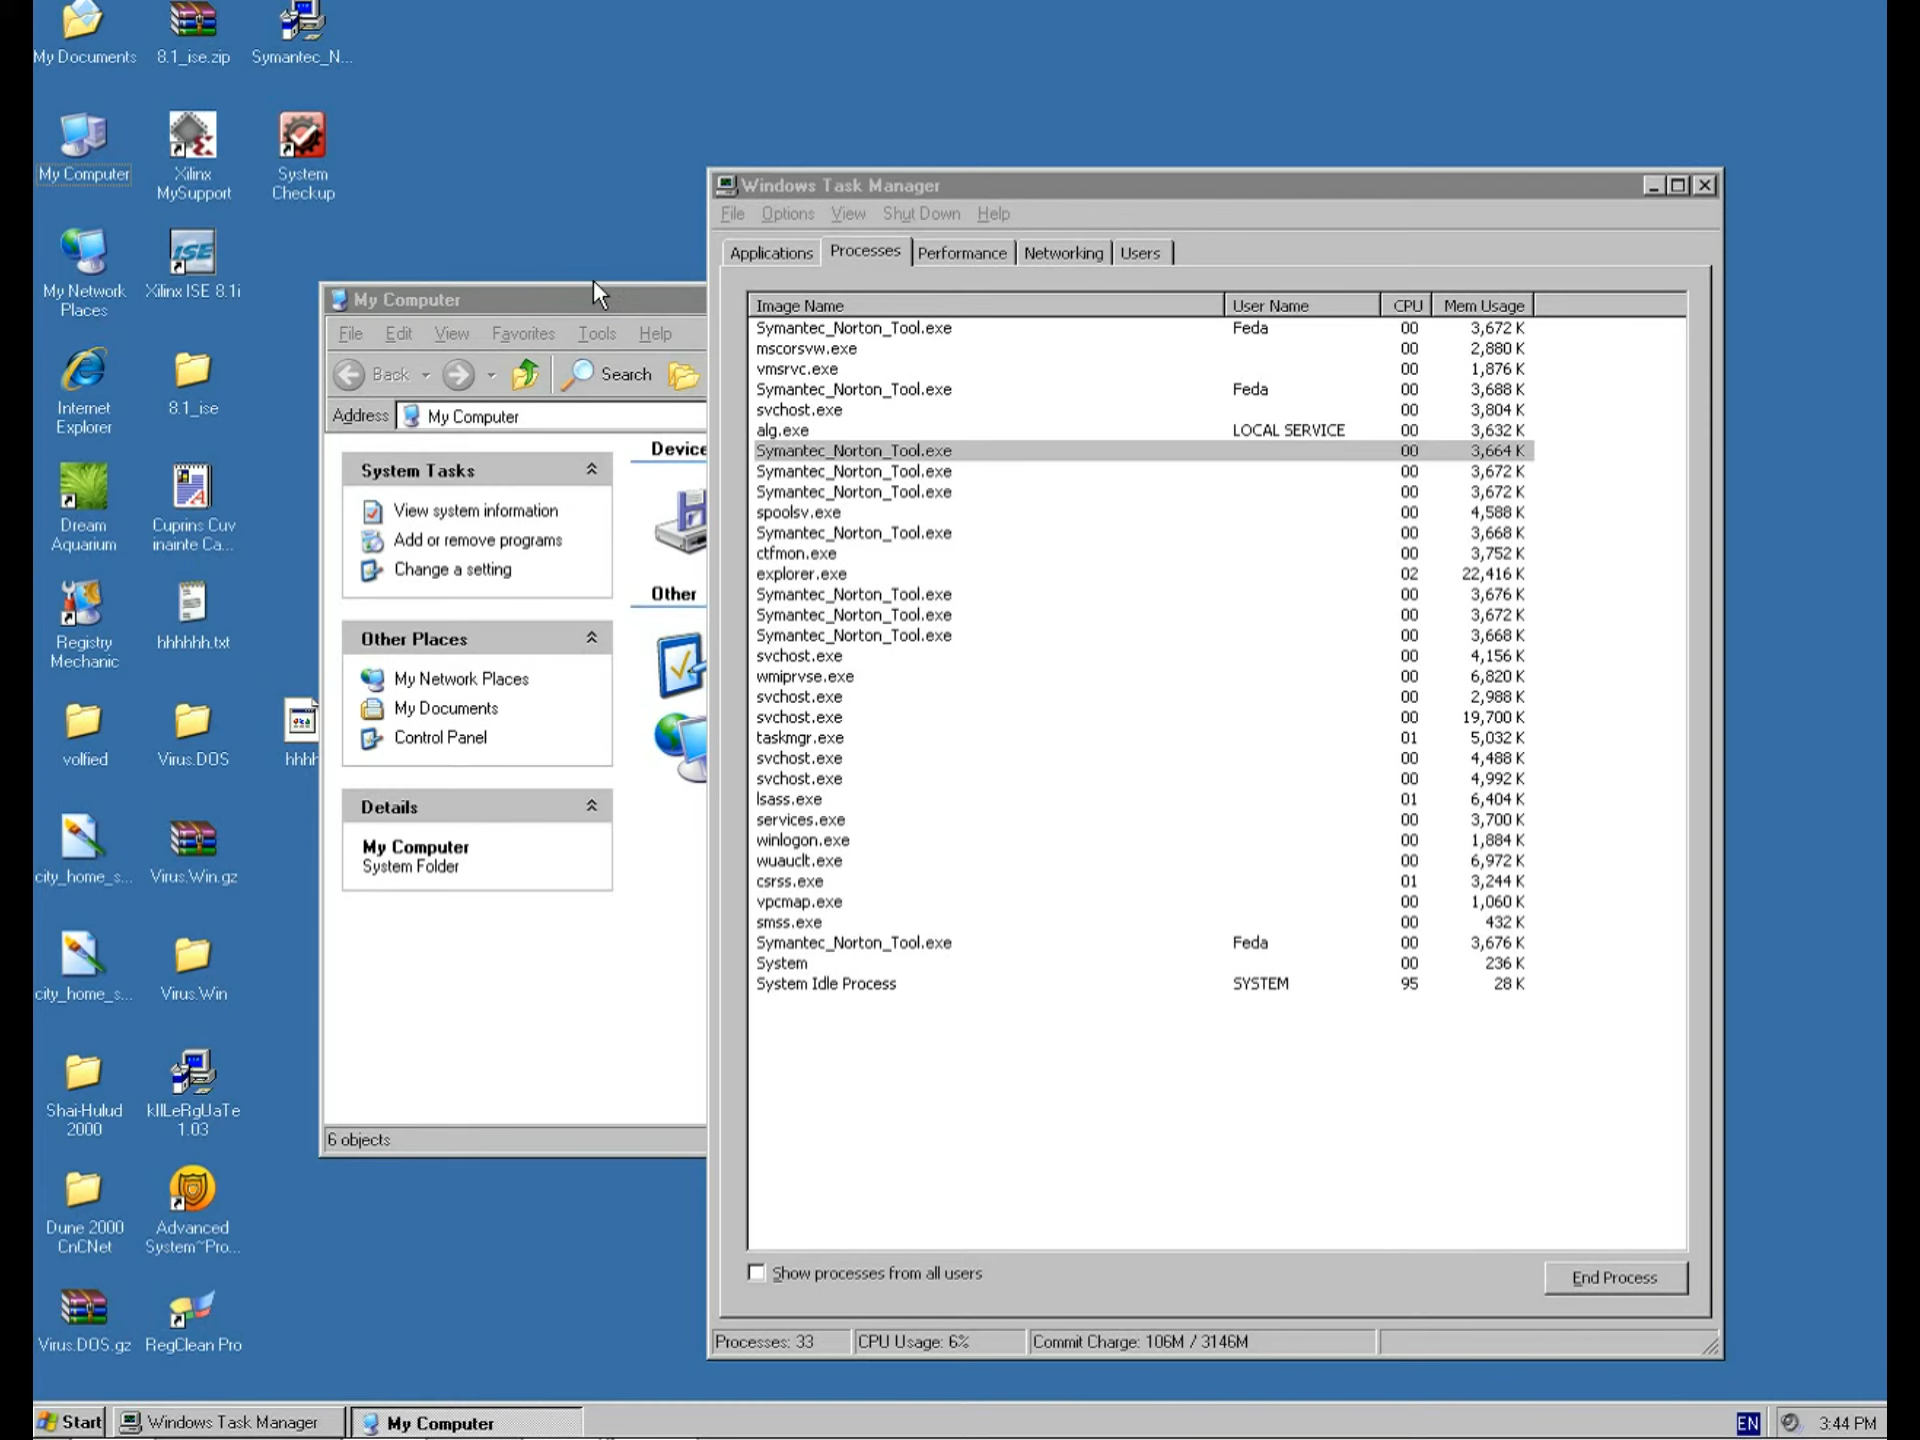 My Documents
8.1_ise.zip
Symantec_N...
My Computer
Xilinx
MySupport
System
Checkup
My Network
Places
Xilinx ISE 8.1i
ISE
Internet
Explorer
8.1_ise
Dream
Aquarium
Cuprins Cuv
inainte Ca...
Registry
Mechanic
hhhhhh.txt
volfied
Virus.DOS
hhhh
city_home_s...
Virus.Win.gz
city_home_s...
Virus.Win
Shai-Hulud
2000
kIlLeRgUaTe
1.03
Dune 2000
CnCNet
Advanced
System~Pro...
Virus.DOS.gz
RegClean Pro
My Computer
File Edit View Favorites Tools Help
Back Search
Address My Computer
System Tasks
View system information
Add or remove programs
Change a setting
Other Places
My Network Places
My Documents
Control Panel
Details
My Computer
System Folder
Device
Other
6 objects
Windows Task Manager
File Options View Shut Down Help
Applications Processes Performance Networking Users
Image Name User Name CPU Mem Usage
Symantec_Norton_Tool.exe Feda 00 3,672 K
mscorsvw.exe 00 2,880 K
vmsrvc.exe 00 1,876 K
Symantec_Norton_Tool.exe Feda 00 3,688 K
svchost.exe 00 3,804 K
alg.exe LOCAL SERVICE 00 3,632 K
Symantec_Norton_Tool.exe 00 3,664 K
Symantec_Norton_Tool.exe 00 3,672 K
Symantec_Norton_Tool.exe 00 3,672 K
spoolsv.exe 00 4,588 K
Symantec_Norton_Tool.exe 00 3,668 K
ctfmon.exe 00 3,752 K
explorer.exe 02 22,416 K
Symantec_Norton_Tool.exe 00 3,676 K
Symantec_Norton_Tool.exe 00 3,672 K
Symantec_Norton_Tool.exe 00 3,668 K
svchost.exe 00 4,156 K
wmiprvse.exe 00 6,820 K
svchost.exe 00 2,988 K
svchost.exe 00 19,700 K
taskmgr.exe 01 5,032 K
svchost.exe 00 4,488 K
svchost.exe 00 4,992 K
lsass.exe 01 6,404 K
services.exe 00 3,700 K
winlogon.exe 00 1,884 K
wuauclt.exe 00 6,972 K
csrss.exe 01 3,244 K
vpcmap.exe 00 1,060 K
smss.exe 00 432 K
Symantec_Norton_Tool.exe Feda 00 3,676 K
System 00 236 K
System Idle Process SYSTEM 95 28 K
Show processes from all users
End Process
Processes: 33 CPU Usage: 6% Commit Charge: 106M / 3146M
Start Windows Task Manager My Computer EN 3:44 PM